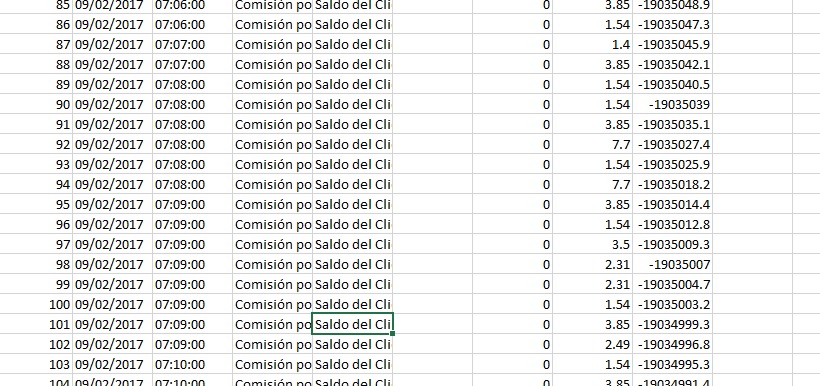 85 09/02/2017 07:06:00 Comisión po Saldo del Cli 0 3.85 -19035048.9
86 09/02/2017 07:06:00 Comisión po Saldo del Cli 0 1.54 -19035047.3
87 09/02/2017 07:07:00 Comisión po Saldo del Cli 0 1.4 -19035045.9
88 09/02/2017 07:07:00 Comisión po Saldo del Cli 0 3.85 -19035042.1
89 09/02/2017 07:08:00 Comisión po Saldo del Cli 0 1.54 -19035040.5
90 09/02/2017 07:08:00 Comisión po Saldo del Cli 0 1.54 -19035039
91 09/02/2017 07:08:00 Comisión po Saldo del Cli 0 3.85 -19035035.1
92 09/02/2017 07:08:00 Comisión po Saldo del Cli 0 7.7 -19035027.4
93 09/02/2017 07:08:00 Comisión po Saldo del Cli 0 1.54 -19035025.9
94 09/02/2017 07:08:00 Comisión po Saldo del Cli 0 7.7 -19035018.2
95 09/02/2017 07:09:00 Comisión po Saldo del Cli 0 3.85 -19035014.4
96 09/02/2017 07:09:00 Comisión po Saldo del Cli 0 1.54 -19035012.8
97 09/02/2017 07:09:00 Comisión po Saldo del Cli 0 3.5 -19035009.3
98 09/02/2017 07:09:00 Comisión po Saldo del Cli 0 2.31 -19035007
99 09/02/2017 07:09:00 Comisión po Saldo del Cli 0 2.31 -19035004.7
100 09/02/2017 07:09:00 Comisión po Saldo del Cli 0 1.54 -19035003.2
101 09/02/2017 07:09:00 Comisión po Saldo del Cli 0 3.85 -19034999.3
102 09/02/2017 07:09:00 Comisión po Saldo del Cli 0 2.49 -19034996.8
103 09/02/2017 07:10:00 Comisión po Saldo del Cli 0 1.54 -19034995.3
104 09/02/2017 07:10:00 Comisión po Saldo del Cli 0 3.85 -19034991.4